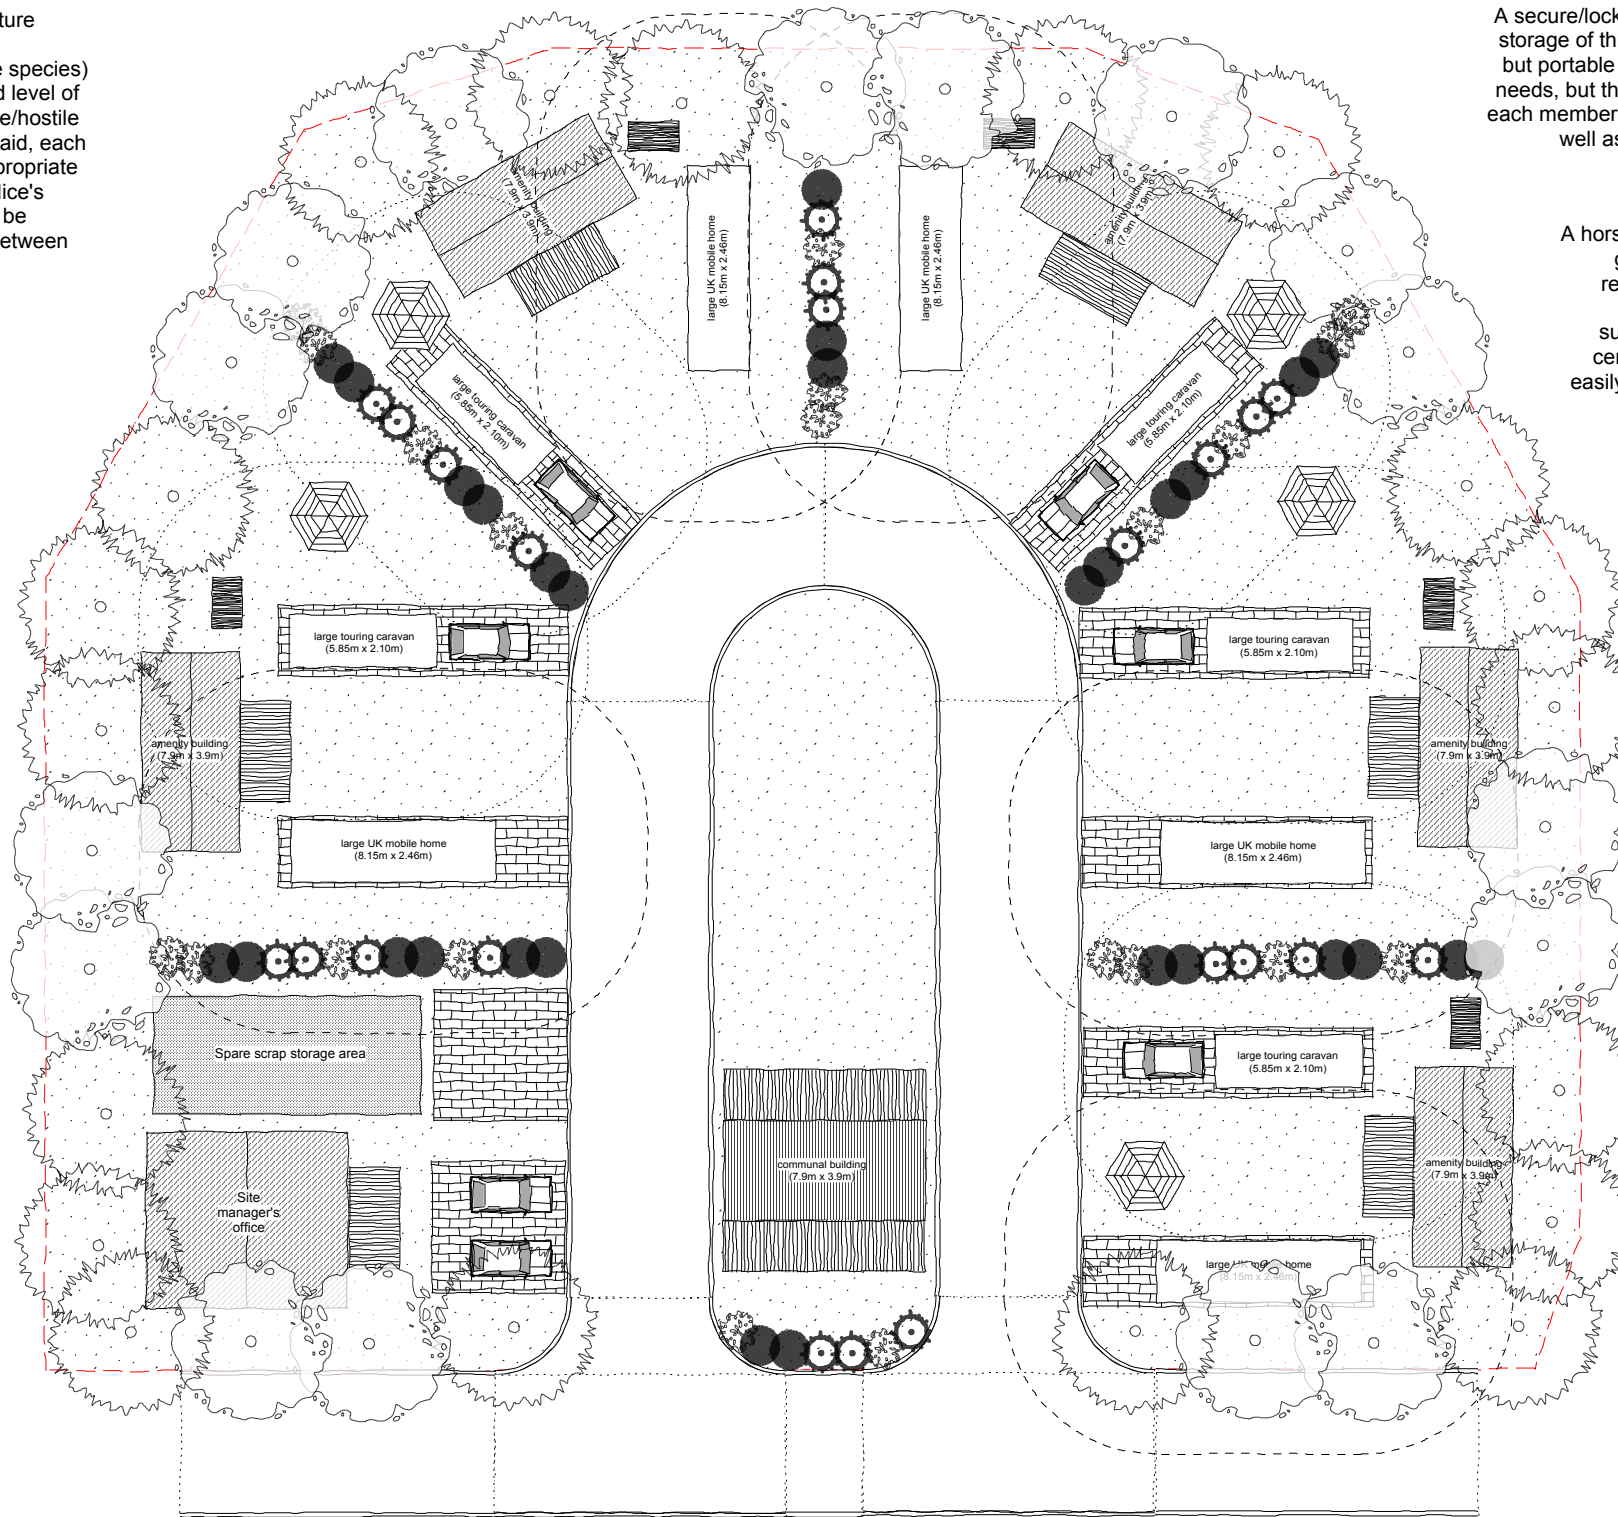 ture
e species)
d level of
e/hostile
aid, each
propriate
lice's
be
etween
A secure/lock
storage of th
but portable
needs, but th
each member
well as
A hors
g
re
su
cer
easily
amenity building
(7.9m x 3.9m)
large UK mobile home
(8.15m x 2.46m)
large UK mobile home
(8.15m x 2.46m)
amenity building
(7.9m x 3.9m)
large touring caravan
(5.85m x 2.10m)
large touring caravan
(5.85m x 2.10m)
large touring caravan
(5.85m x 2.10m)
large touring caravan
(5.85m x 2.10m)
amenity building
(7.9m x 3.9m)
amenity building
(7.9m x 3.9m)
large UK mobile home
(8.15m x 2.46m)
large UK mobile home
(8.15m x 2.46m)
Spare scrap storage area
large touring caravan
(5.85m x 2.10m)
communal building
(7.9m x 3.9m)
amenity building
(7.9m x 3.9m)
Site
manager's
office
large UK mobile home
(8.15m x 2.46m)